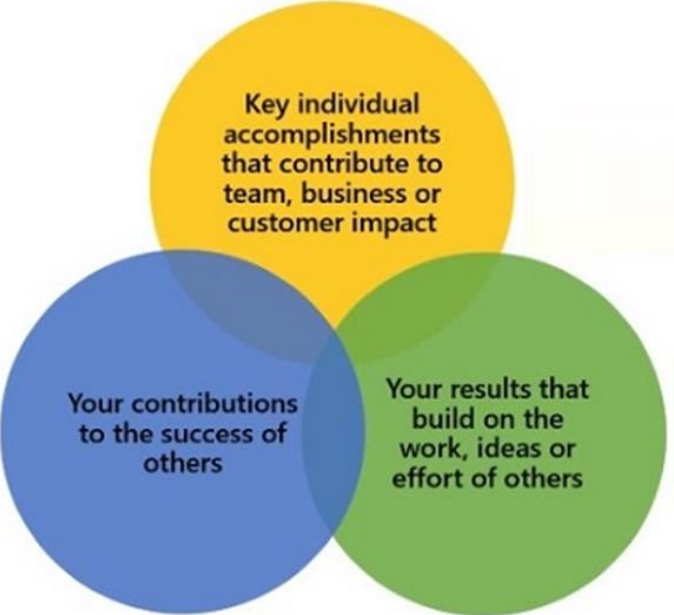 Key individual
accomplishments
that contribute to
team, business or
customer impact
Your contributions
to the success of
others
Your results that
build on the
work, ideas or
effort of others